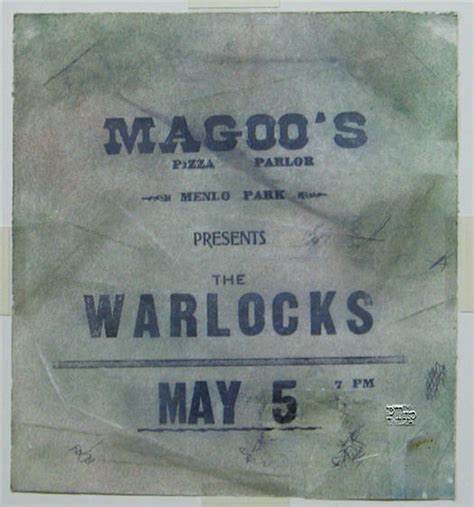 MAGOO'S
PIZZA PARLOR
MENLO PARK
PRESENTS
THE
WARLOCKS
MAY 5 7 PM